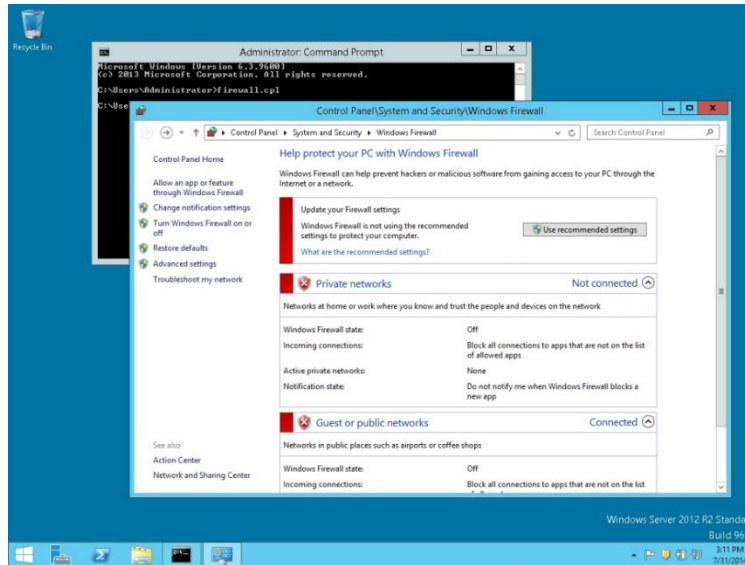 Recycle Bin
Administrator: Command Prompt
Microsoft Windows [Version 6.3.9600]
(c) 2013 Microsoft Corporation. All rights reserved.
C:\Users\Administrator>firewall.cpl
C:\Use
Control Panel\System and Security\Windows Firewall
Control Panel System and Security Windows Firewall
Search Control Panel
Control Panel Home
Allow an app or feature
through Windows Firewall
Change notification settings
Turn Windows Firewall on or
off
Restore defaults
Advanced settings
Troubleshoot my network
See also
Action Center
Network and Sharing Center
Help protect your PC with Windows Firewall
Windows Firewall can help prevent hackers or malicious software from gaining access to your PC through the
Internet or a network.
Update your Firewall settings
Windows Firewall is not using the recommended
settings to protect your computer.
Use recommended settings
What are the recommended settings?
Private networks Not connected
Networks at home or work where you know and trust the people and devices on the network
Windows Firewall state: Off
Incoming connections: Block all connections to apps that are not on the list
of allowed apps
Active private networks: None
Notification state: Do not notify me when Windows Firewall blocks a
new app
Guest or public networks Connected
Networks in public places such as airports or coffee shops
Windows Firewall state: Off
Incoming connections: Block all connections to apps that are not on the list
Windows Server 2012 R2 Standa
Build 96
3:11 PM
7/31/201